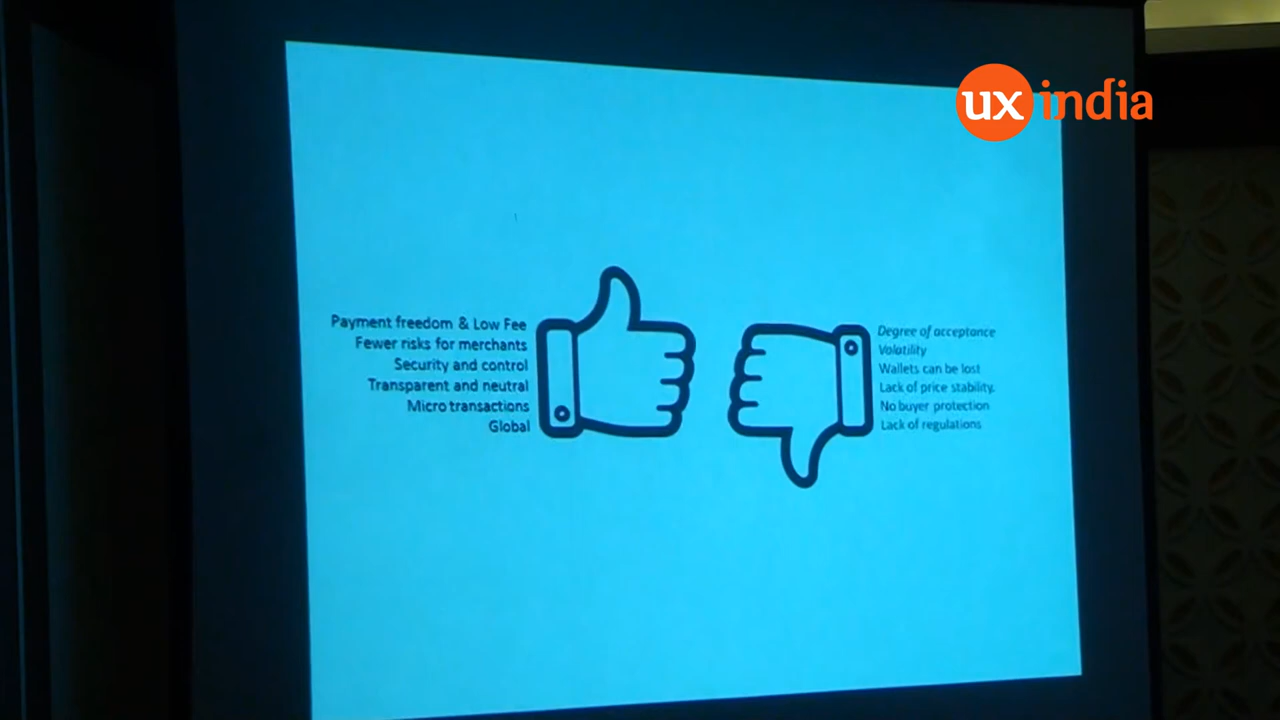 ux india
Payment freedom & Low Fee
Fewer risks for merchants
Security and control
Transparent and neutral
Micro transactions
Global
Degree of acceptance
Volatility
Wallets can be lost
Lack of price stability.
No buyer protection
Lack of regulations